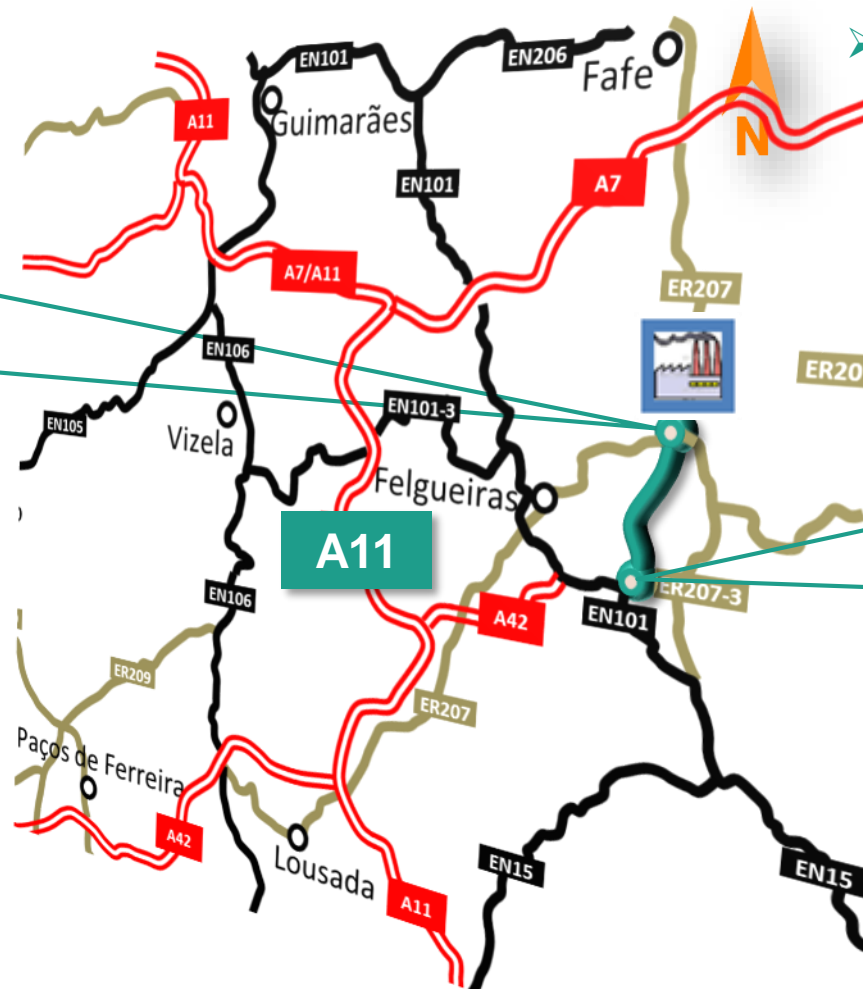 EN101
EN206
Fafe
A11
Guimarães
N
EN101
A7
A7/A11
ER207
EN106
ER20
EN101-3
EN105
Vizela
Felgueiras
A11
EN106
ER207-3
A42
EN101
ER209
ER207
Paços de Ferreira
A42
Lousada
EN15
EN15
A11